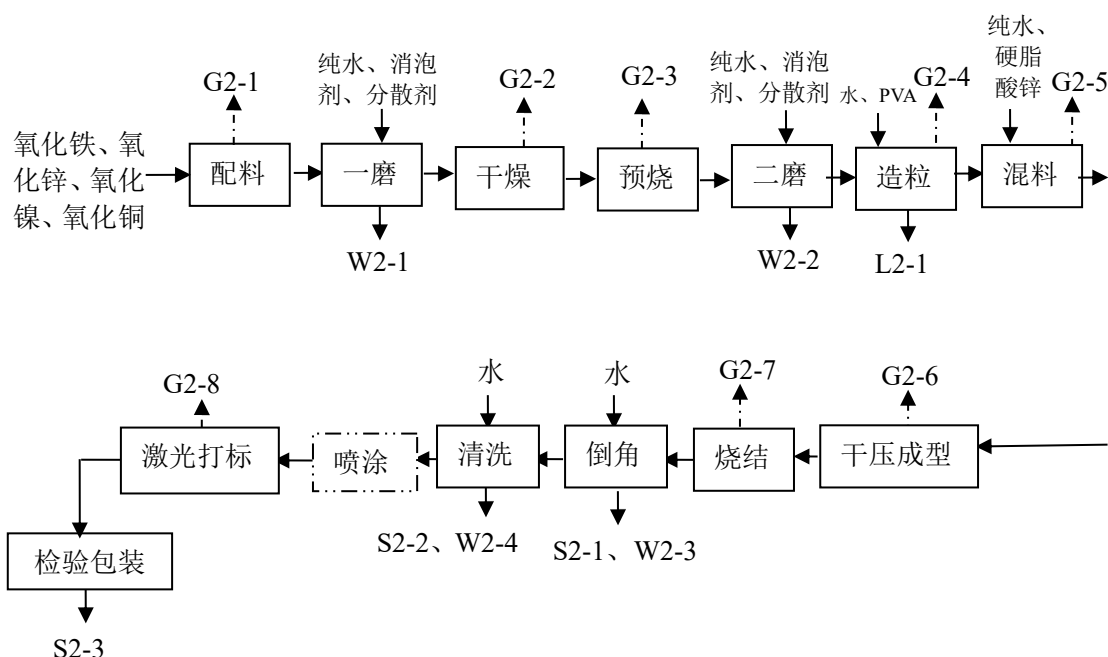 G2-1
纯水、消泡
剂、分散剂
G2-2
G2-3
纯水、消泡
剂、分散剂
水、PVA
G2-4
纯水、
硬脂
酸锌
G2-5
氧化铁、氧
化锌、氧化
镍、氧化铜
配料
一磨
干燥
预烧
二磨
造粒
混料
W2-1
W2-2
L2-1
G2-8
水
水
G2-7
G2-6
激光打标
喷涂
清洗
倒角
烧结
干压成型
S2-2、W2-4
S2-1、W2-3
检验包装
S2-3